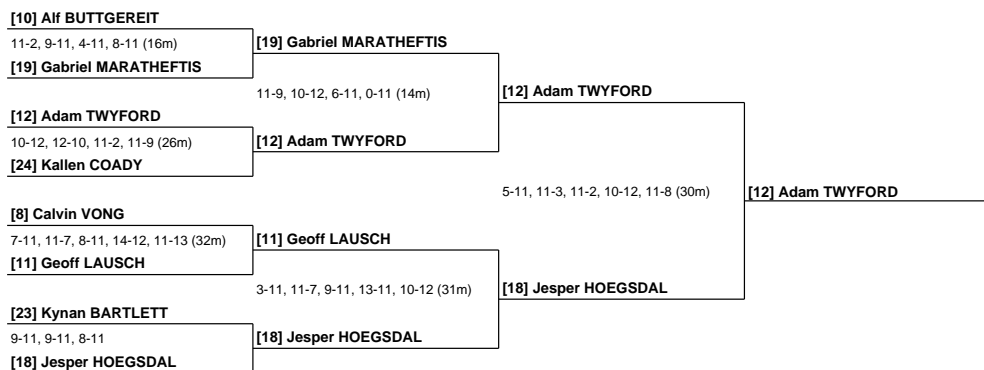 [10] Alf BUTTGEREIT
11-2, 9-11, 4-11, 8-11 (16m)
[19] Gabriel MARATHEFTIS
[19] Gabriel MARATHEFTIS
11-9, 10-12, 6-11, 0-11 (14m)
[12] Adam TWYFORD
[12] Adam TWYFORD
10-12, 12-10, 11-2, 11-9 (26m)
[12] Adam TWYFORD
[24] Kallen COADY
5-11, 11-3, 11-2, 10-12, 11-8 (30m)
[12] Adam TWYFORD
[8] Calvin VONG
7-11, 11-7, 8-11, 14-12, 11-13 (32m)
[11] Geoff LAUSCH
[11] Geoff LAUSCH
3-11, 11-7, 9-11, 13-11, 10-12 (31m)
[18] Jesper HOEGSDAL
[23] Kynan BARTLETT
9-11, 9-11, 8-11
[18] Jesper HOEGSDAL
[18] Jesper HOEGSDAL